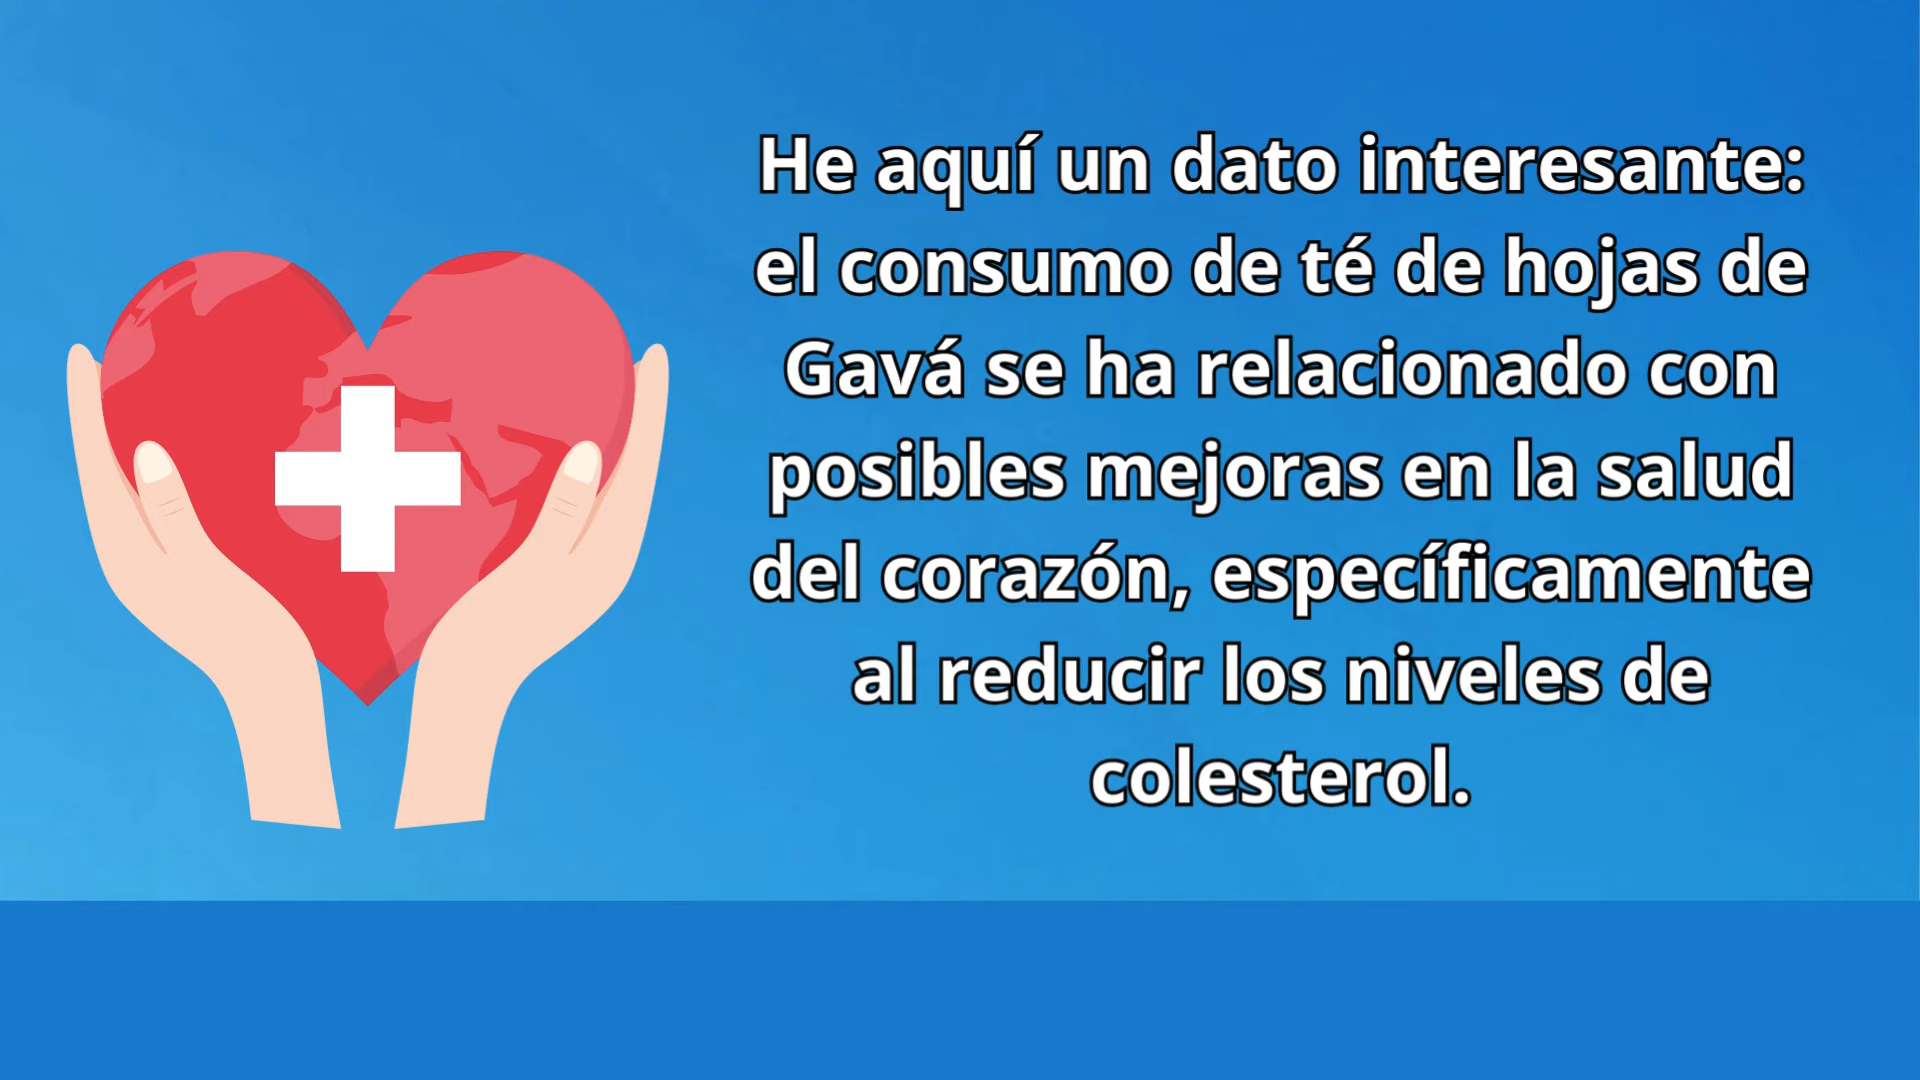 He aquí un dato interesante:
el consumo de té de hojas de
Gavá se ha relacionado con
posibles mejoras en la salud
del corazón, específicamente
al reducir los niveles de
colesterol.